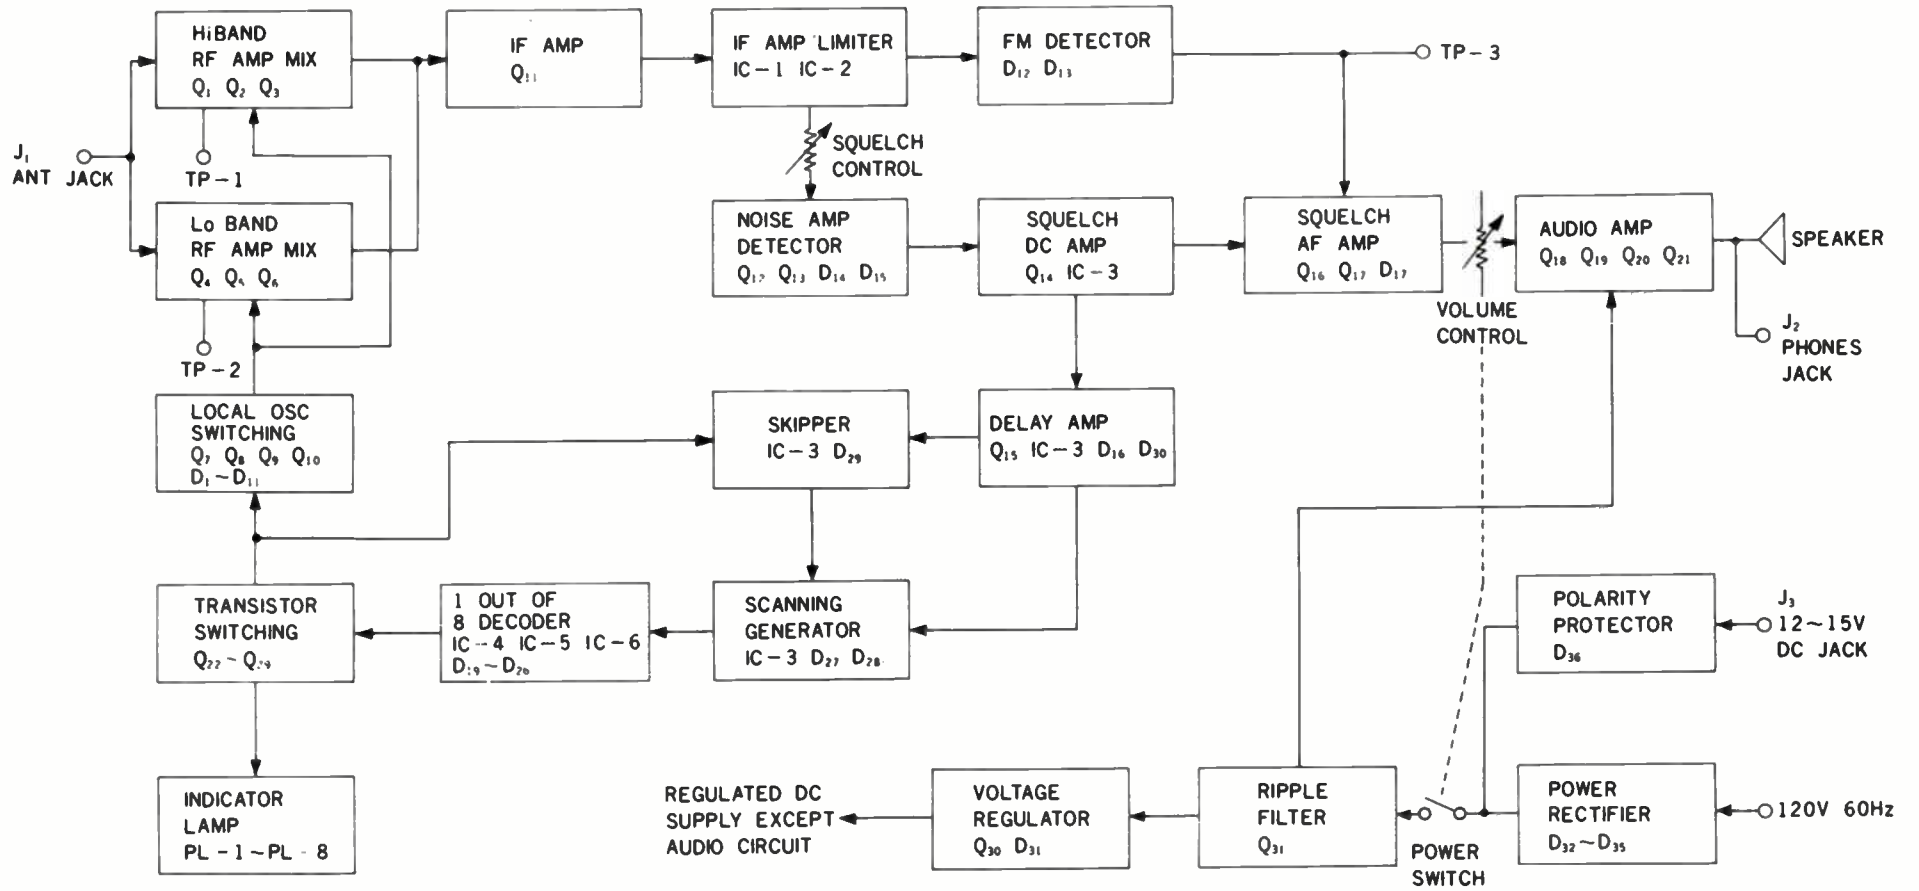 HiBAND
RF AMP MIX
Q₁ Q₂ Q₃
IF AMP
Q₁₁
IF AMP LIMITER
IC-1 IC-2
FM DETECTOR
D₁₂ D₁₃
TP-3
J₁
ANT JACK
TP-1
SQUELCH
CONTROL
Lo BAND
RF AMP MIX
Q₄ Q₅ Q₆
NOISE AMP
DETECTOR
Q₁₂ Q₁₃ D₁₄ D₁₅
SQUELCH
DC AMP
Q₁₄ IC-3
SQUELCH
AF AMP
Q₁₆ Q₁₇ D₁₇
AUDIO AMP
Q₁₈ Q₁₉ Q₂₀ Q₂₁
SPEAKER
VOLUME
CONTROL
J₂
PHONES
JACK
TP-2
LOCAL OSC
SWITCHING
Q₇ Q₈ Q₉ Q₁₀
D₁~D₁₁
SKIPPER
IC-3 D₂₉
DELAY AMP
Q₁₅ IC-3 D₁₆ D₃₀
TRANSISTOR
SWITCHING
Q₂₂~Q₂₉
1 OUT OF
8 DECODER
IC-4 IC-5 IC-6
D₁₉~D₂₆
SCANNING
GENERATOR
IC-3 D₂₇ D₂₈
POLARITY
PROTECTOR
D₃₆
J₃
12~15V
DC JACK
INDICATOR
LAMP
PL-1~PL-8
REGULATED DC
SUPPLY EXCEPT
AUDIO CIRCUIT
VOLTAGE
REGULATOR
Q₃₀ D₃₁
RIPPLE
FILTER
Q₃₁
POWER
SWITCH
POWER
RECTIFIER
D₃₂~D₃₅
120V 60Hz